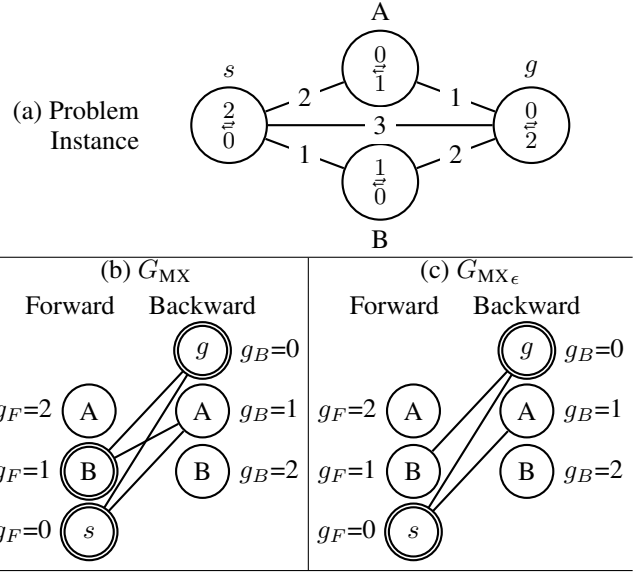 A
s
0
⇄
1
g
2
1
(a) Problem
Instance
2
⇄
0
3
0
⇄
2
1
2
1
⇄
0
B
(b) G_MX
Forward Backward
g g_B=0
g_F=2 A A g_B=1
g_F=1 B B g_B=2
g_F=0 s
(c) G_MX_ϵ
Forward Backward
g g_B=0
g_F=2 A A g_B=1
g_F=1 B B g_B=2
g_F=0 s